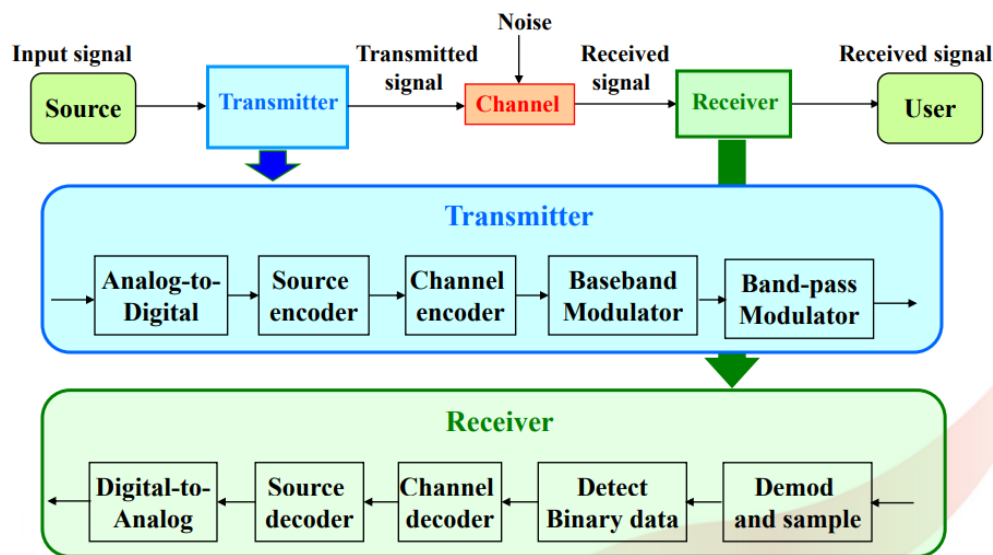 Noise
Input signal
Transmitted
signal
Received
signal
Received signal
Source
Transmitter
Channel
Receiver
User
Transmitter
Analog-to-
Digital
Source
encoder
Channel
encoder
Baseband
Modulator
Band-pass
Modulator
Receiver
Digital-to-
Analog
Source
decoder
Channel
decoder
Detect
Binary data
Demod
and sample